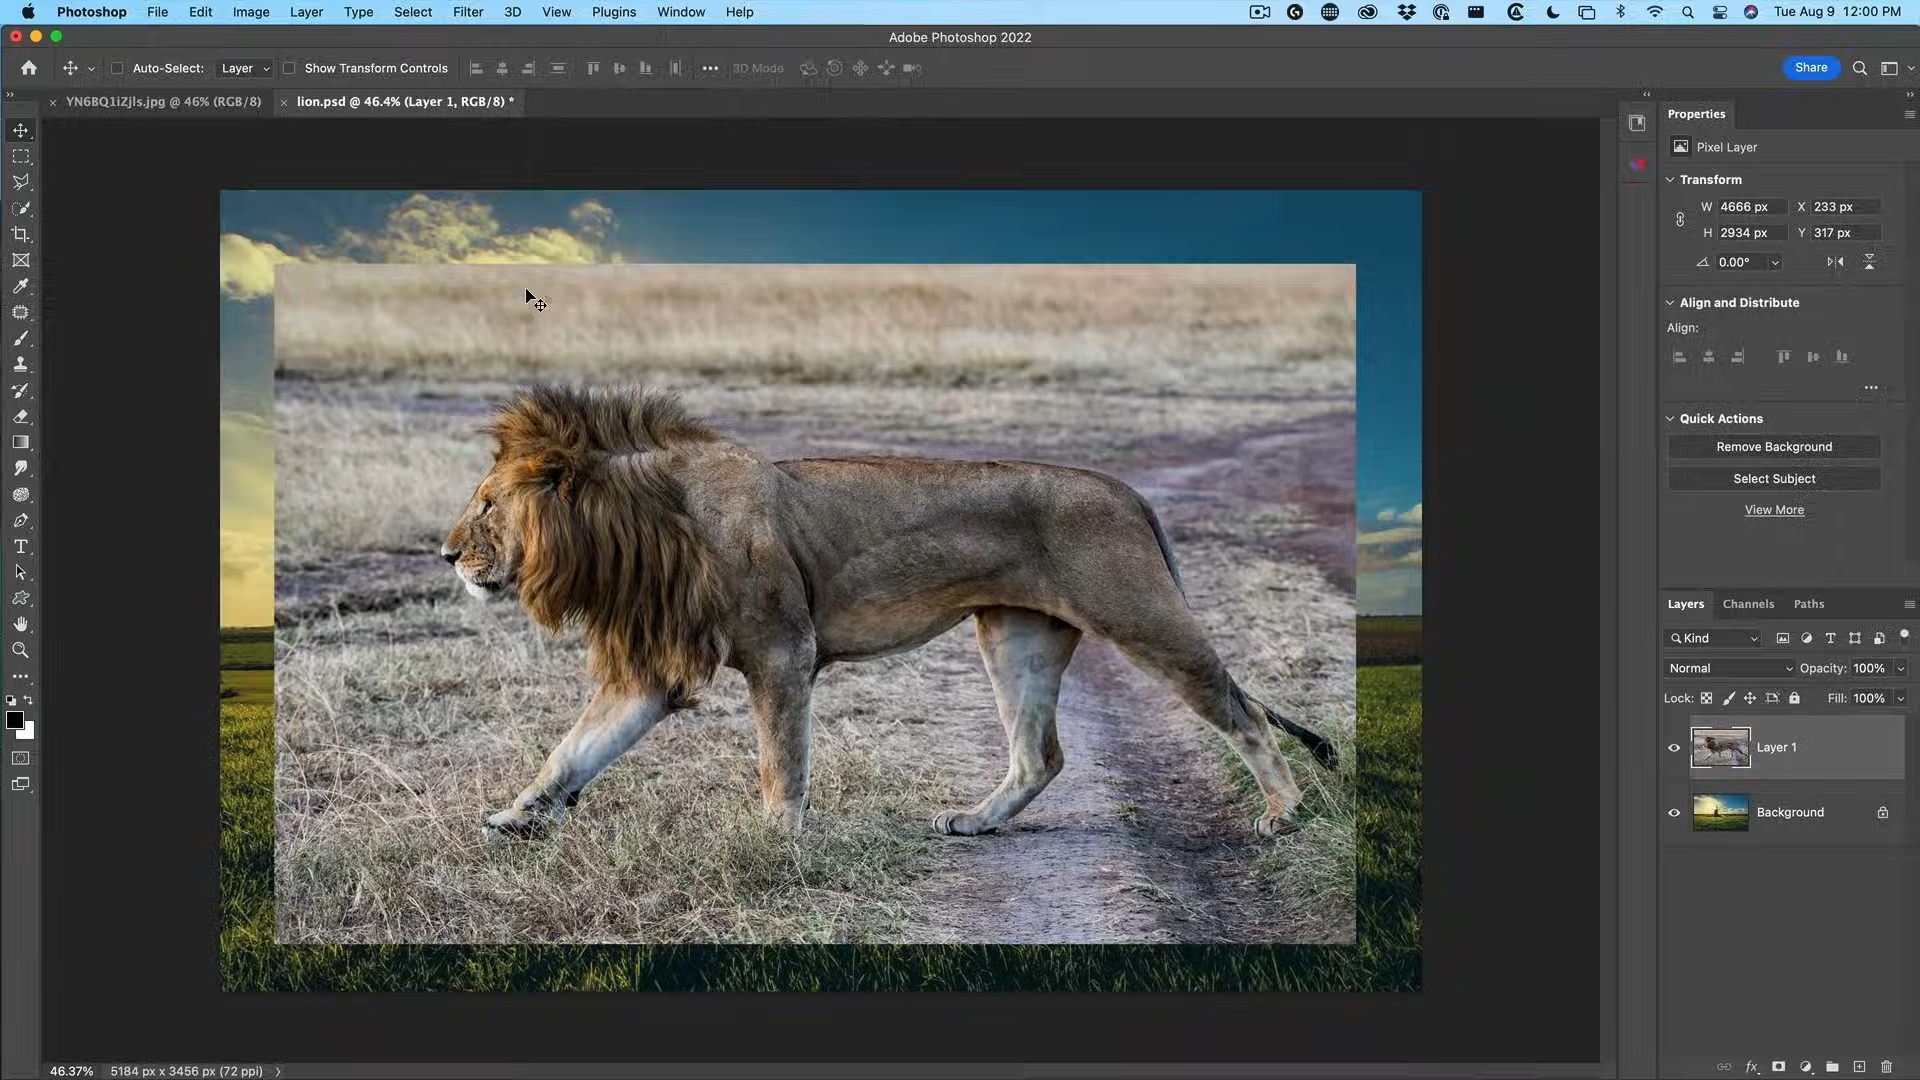 Photoshop File Edit Image Layer Type Select Filter 3D View Plugins Window Help Tue Aug 9 12:00 PM
Adobe Photoshop 2022
Auto-Select: Layer Show Transform Controls 3D Mode Share
YN6BQ1iZjls.jpg @ 46% (RGB/8) lion.psd @ 46.4% (Layer 1, RGB/8) *
Properties
Pixel Layer
Transform
W 4666 px X 233 px
H 2934 px Y 317 px
0.00°
Align and Distribute
Align:
Quick Actions
Remove Background
Select Subject
View More
Layers Channels Paths
Kind
Normal Opacity: 100%
Lock: Fill: 100%
Layer 1
Background
46.37% 5184 px x 3456 px (72 ppi)